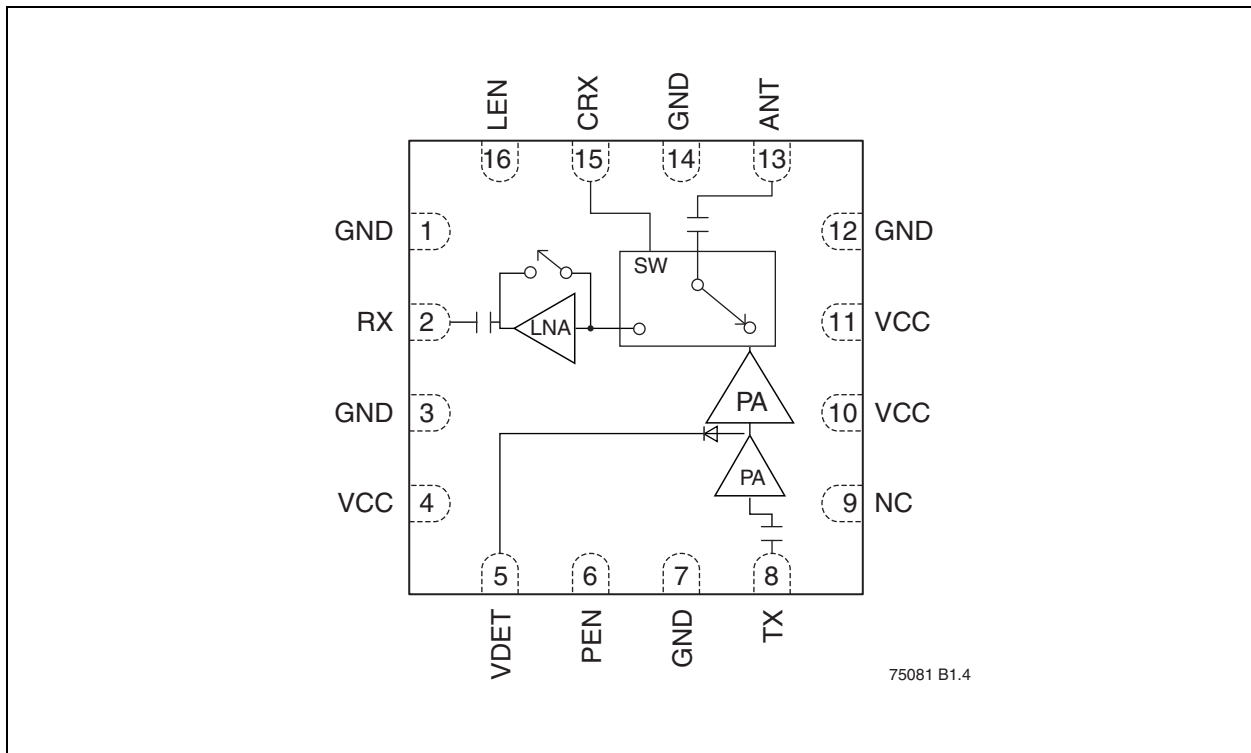 LEN CRX GND ANT
16 15 14 13
GND 1
12 GND
SW
RX 2
LNA
11 VCC
GND 3
PA
10 VCC
VCC 4
PA
9 NC
5 6 7 8
VDET PEN GND TX
75081 B1.4